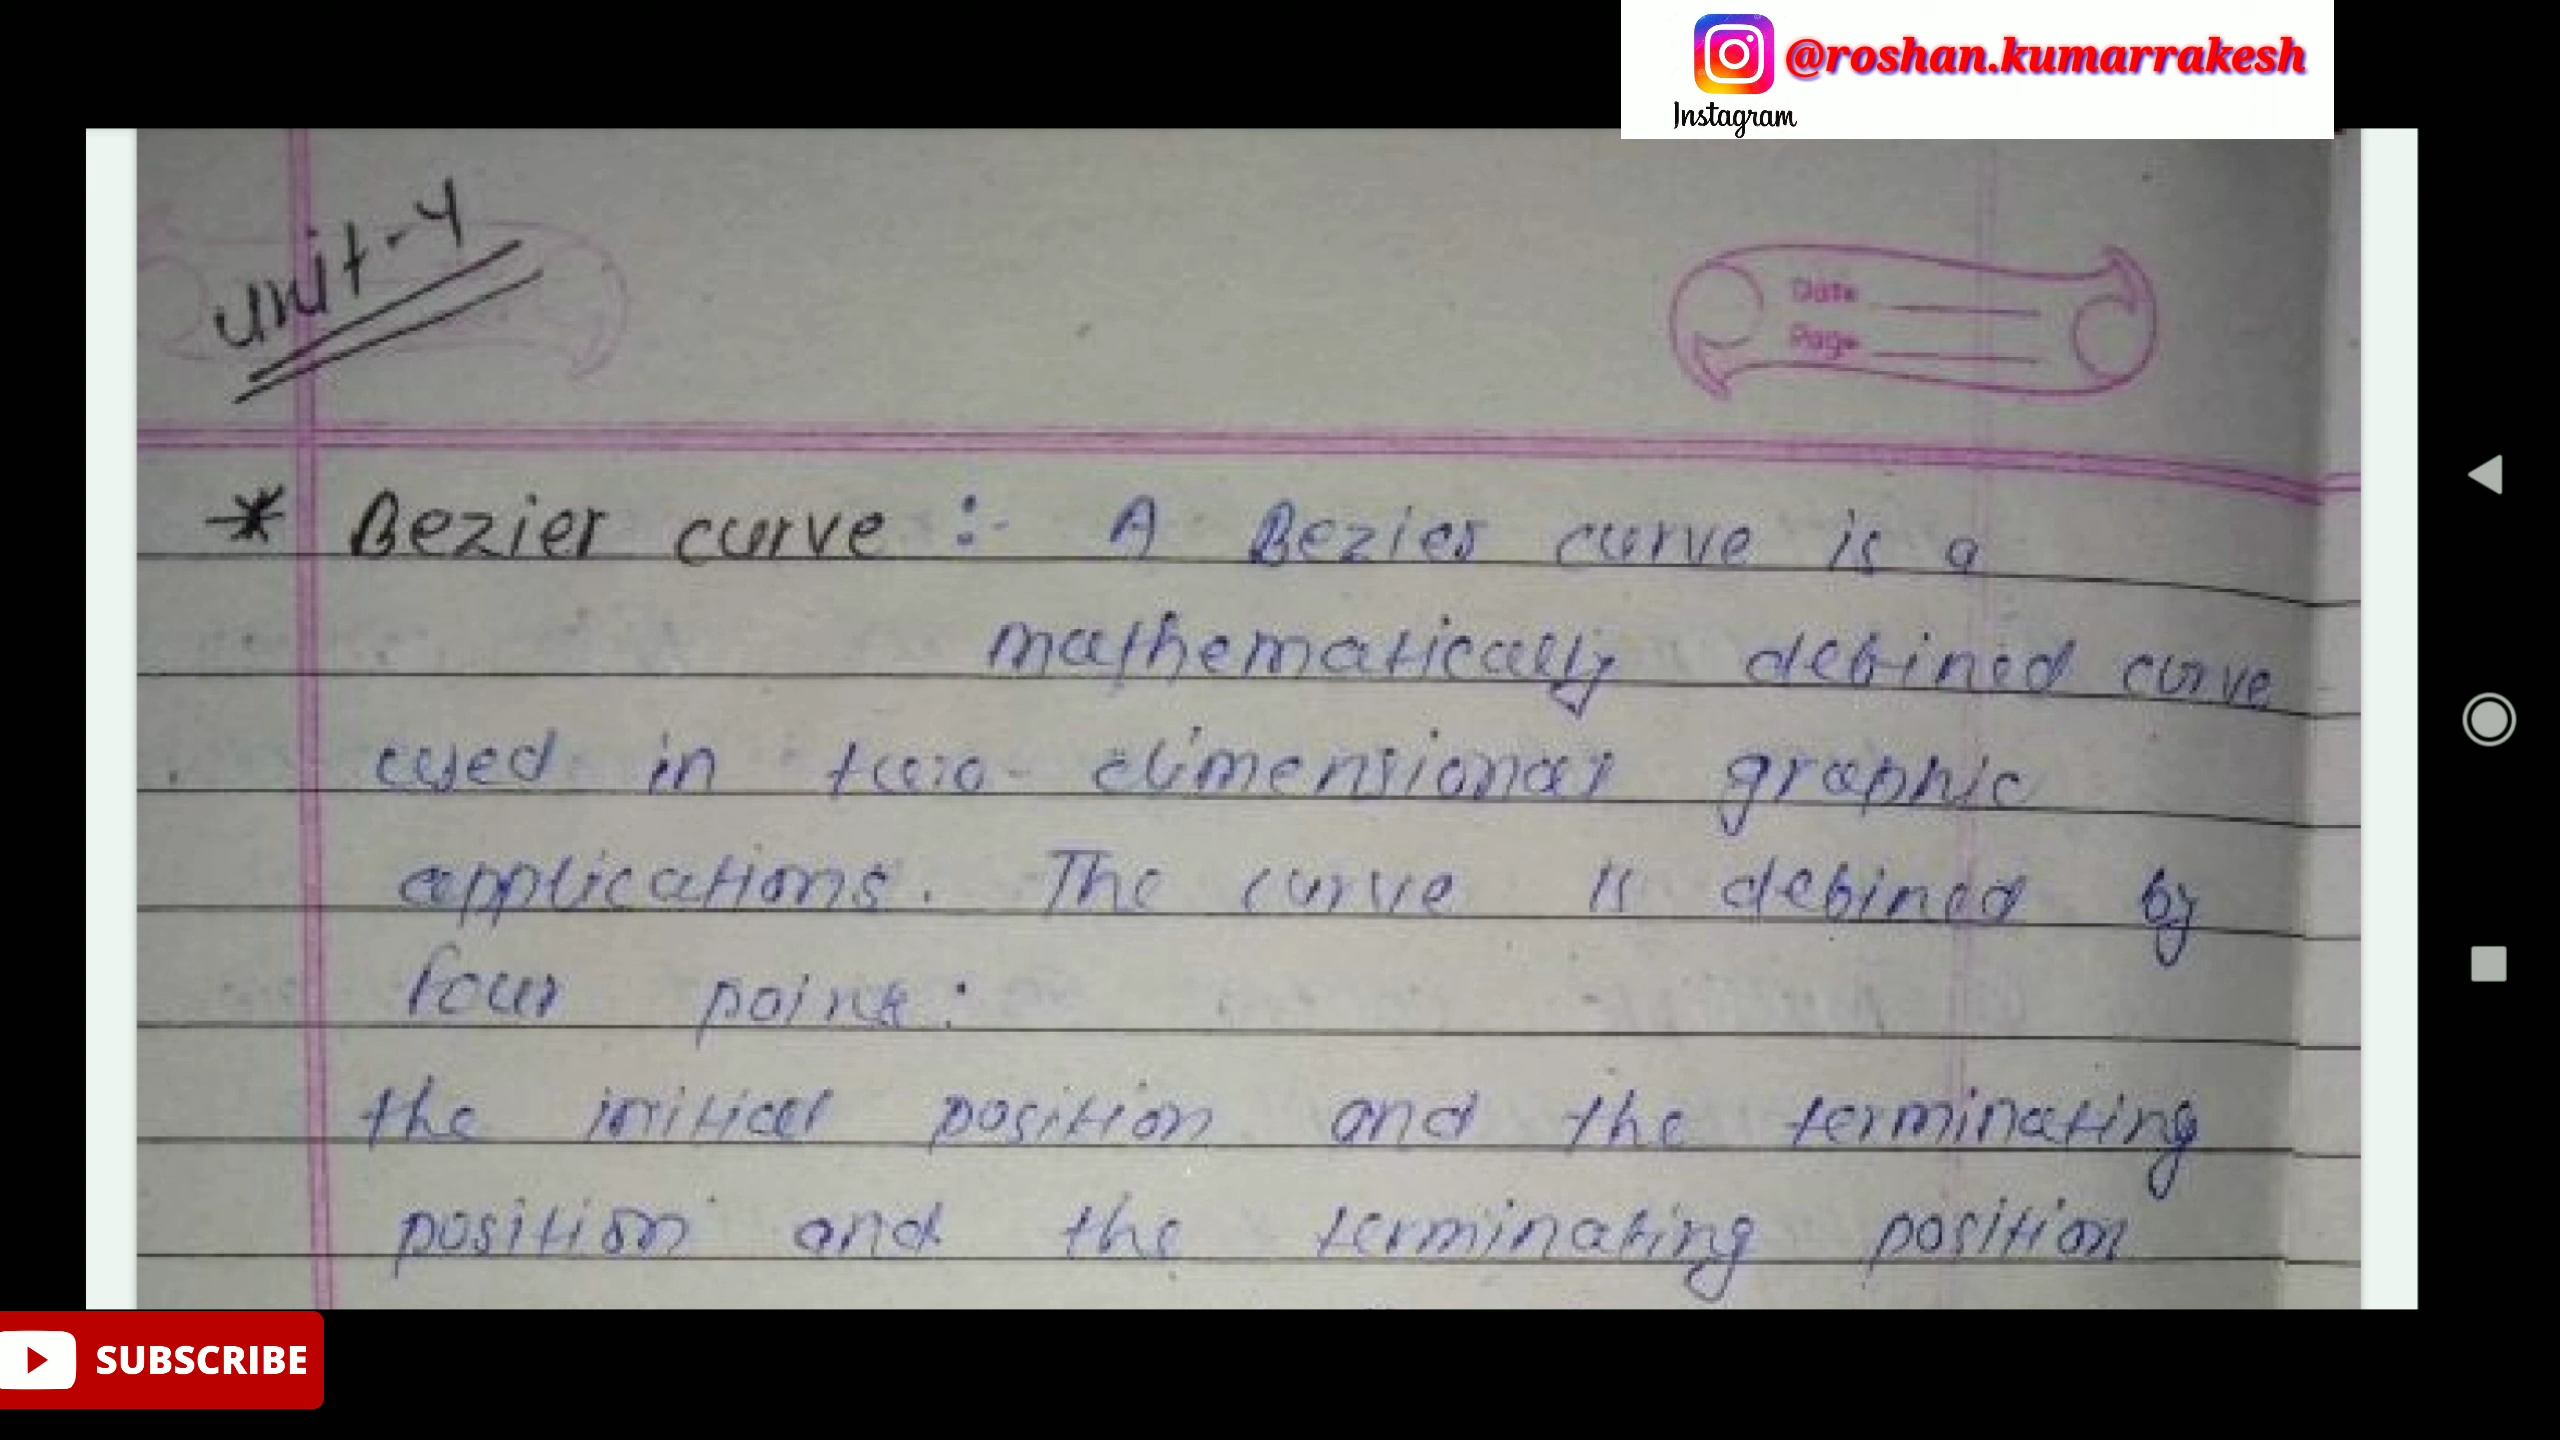 @roshan.kumarrakesh
Instagram
unit-4
Date
Page
* Bezier curve :- A Bezier curve is a
mathematically defined curve
used in two-dimensional graphic
applications. The curve is defined by
four points:
the initial position and the terminating
position and the terminating position
SUBSCRIBE